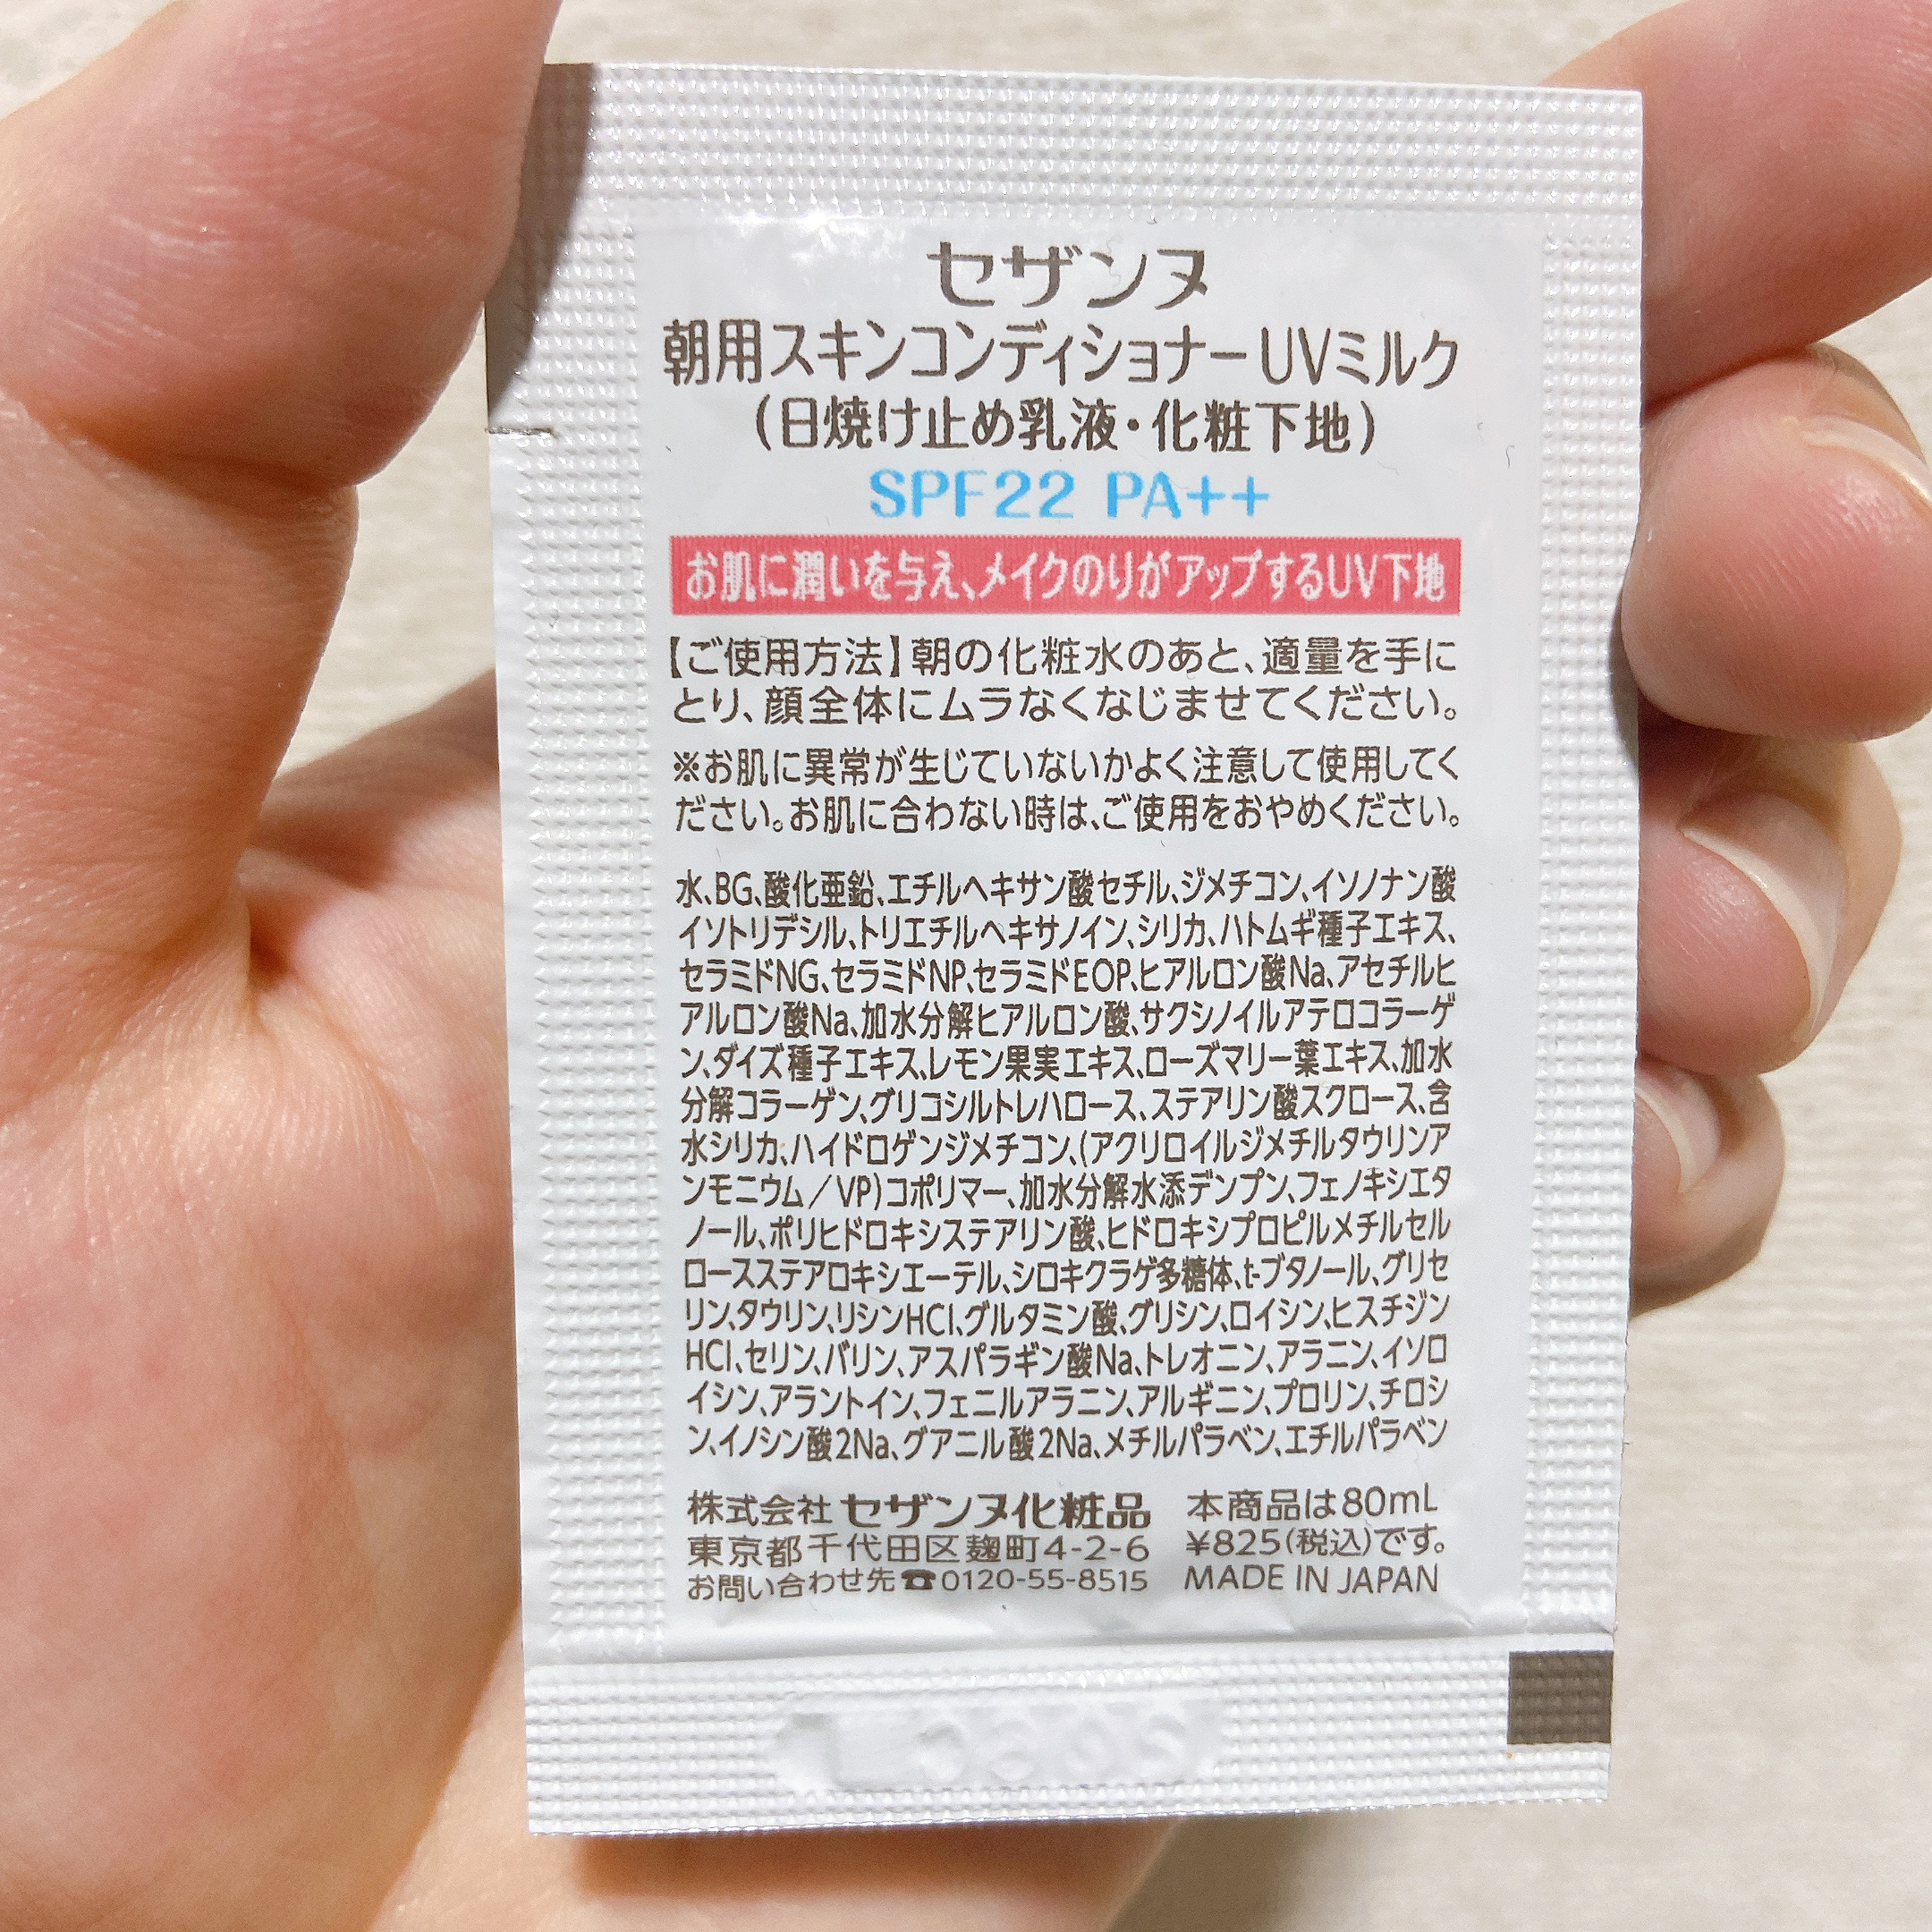 セザンヌ
朝用スキンコンディショナーUVミルク
(日焼け止め乳液・化粧下地)
SPF22 PA++
お肌に潤いを与え、メイクのりがアップするUV下地
【ご使用方法】朝の化粧水のあと、適量を手に
とり、顔全体にムラなくなじませてください。
※お肌に異常が生じていないかよく注意して使用してく
ださい。お肌に合わない時は、ご使用をおやめください。
水、BG、酸化亜鉛、エチルヘキサン酸セチル、ジメチコン、イソノナン酸
イソトリデシル、トリエチルヘキサノイン、シリカ、ハトムギ種子エキス、
セラミドNG、セラミドNP、セラミドEOP、ヒアルロン酸Na、アセチルヒ
アルロン酸Na、加水分解ヒアルロン酸、サクシノイルアテロコラーゲ
ン、ダイズ種子エキス、レモン果実エキス、ローズマリー葉エキス、加水
分解コラーゲン、グリコシルトレハロース、ステアリン酸スクロース、含
水シリカ、ハイドロゲンジメチコン、(アクリロイルジメチルタウリンア
ンモニウム/VP)コポリマー、加水分解水添デンプン、フェノキシエタ
ノール、ポリヒドロキシステアリン酸、ヒドロキシプロピルメチルセル
ロースステアロキシエーテル、シロキクラゲ多糖体、t-ブタノール、グリセ
リン、タウリン、リシンHCl、グルタミン酸、グリシン、ロイシン、ヒスチジン
HCl、セリン、バリン、アスパラギン酸Na、トレオニン、アラニン、イソロ
イシン、アラントイン、フェニルアラニン、アルギニン、プロリン、チロシ
ン、イノシン酸2Na、グアニル酸2Na、メチルパラベン、エチルパラベン
株式会社 セザンヌ化粧品 本商品は80mL
東京都千代田区麹町4-2-6 ¥825(税込)です。
お問い合わせ先☎0120-55-8515 MADE IN JAPAN